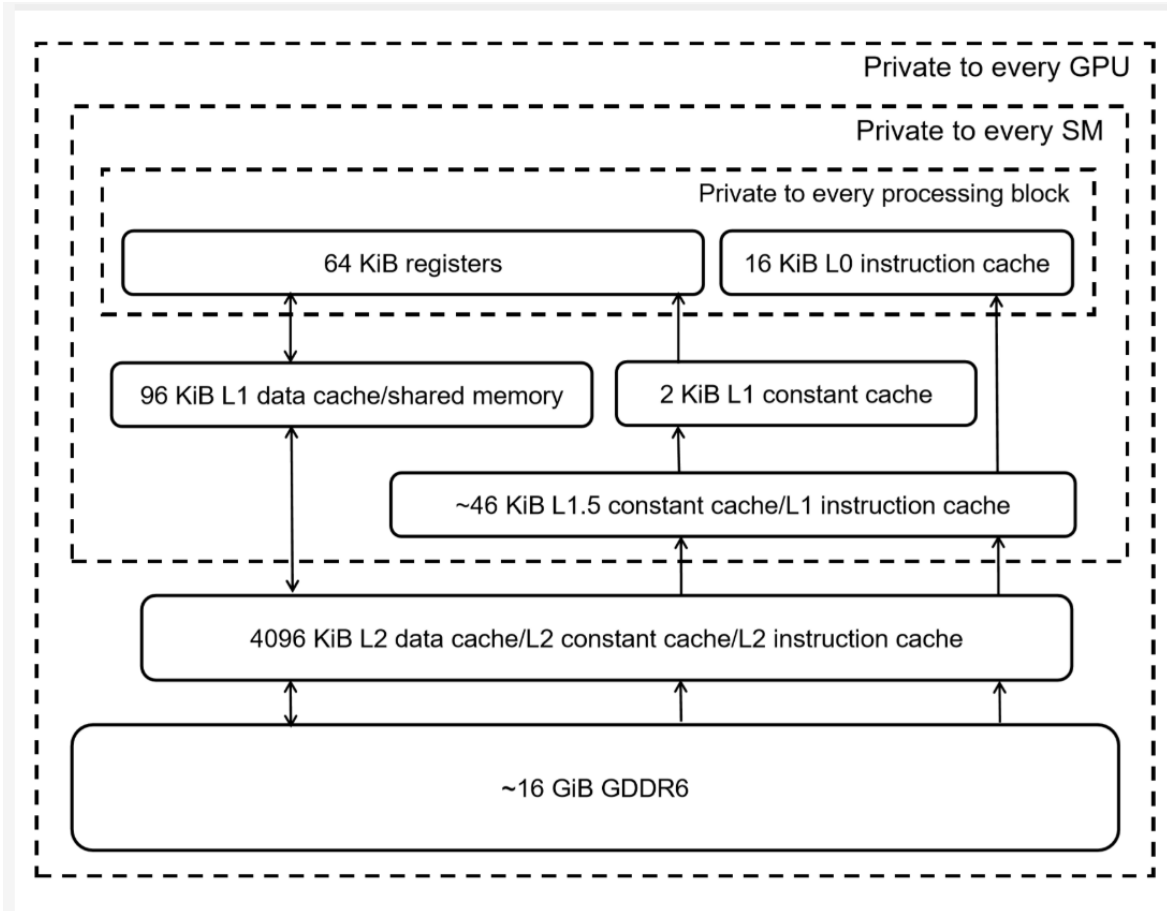 Private to every GPU
Private to every SM
Private to every processing block
64 KiB registers
16 KiB L0 instruction cache
96 KiB L1 data cache/shared memory
2 KiB L1 constant cache
~46 KiB L1.5 constant cache/L1 instruction cache
4096 KiB L2 data cache/L2 constant cache/L2 instruction cache
~16 GiB GDDR6